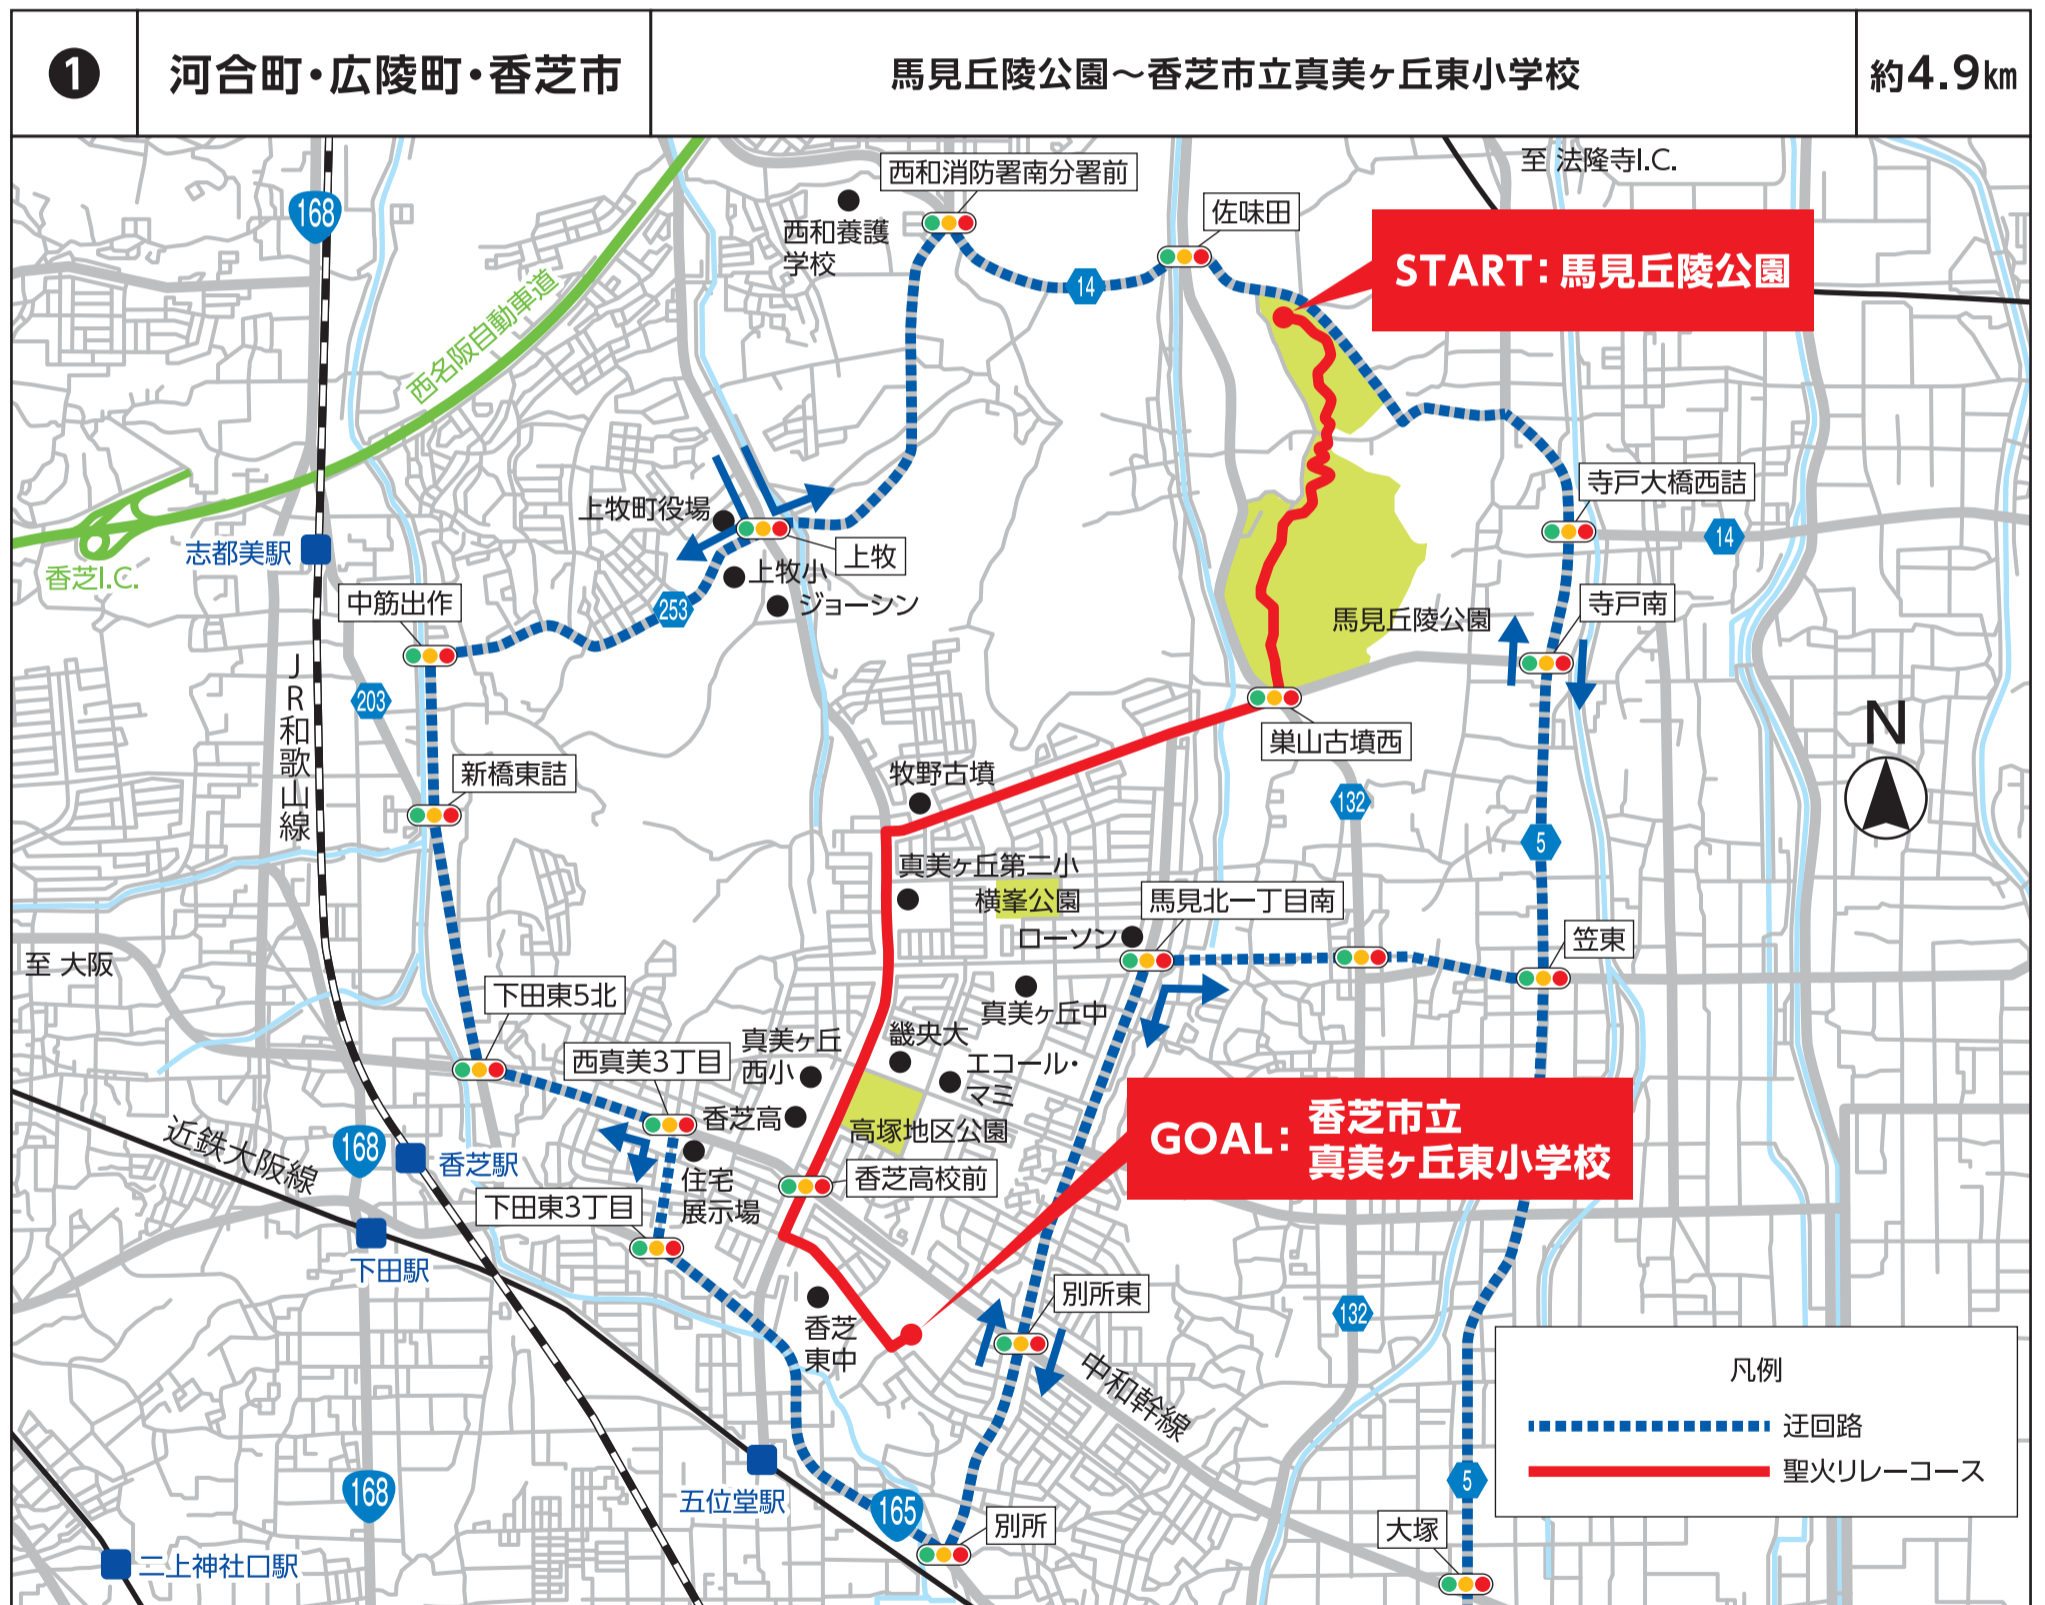 ❶
河合町・広陵町・香芝市
馬見丘陵公園～香芝市立真美ヶ丘東小学校
約4.9㎞
至 法隆寺I.C.
西和消防署南分署前
168
西和養護
学校
佐味田
START：馬見丘陵公園
14
西名阪自動車道
上牧町役場
寺戸大橋西詰
14
志都美駅
香芝I.C.
上牧
上牧小
ジョーシン
中筋出作
253
馬見丘陵公園
寺戸南
JR和歌山線
203
巣山古墳西
N
新橋東詰
牧野古墳
132
5
真美ヶ丘第二小
横峯公園
馬見北一丁目南
ローソン
笠東
至 大阪
下田東5北
真美ヶ丘中
畿央大
真美ヶ丘
西小
西真美3丁目
エコール・
マミ
香芝高
高塚地区公園
GOAL：
香芝市立
真美ヶ丘東小学校
近鉄大阪線
168
香芝駅
住宅
展示場
香芝高校前
下田東3丁目
下田駅
別所東
香芝
東中
132
中和幹線
凡例
迂回路
聖火リレーコース
168
五位堂駅
165
別所
5
大塚
二上神社口駅